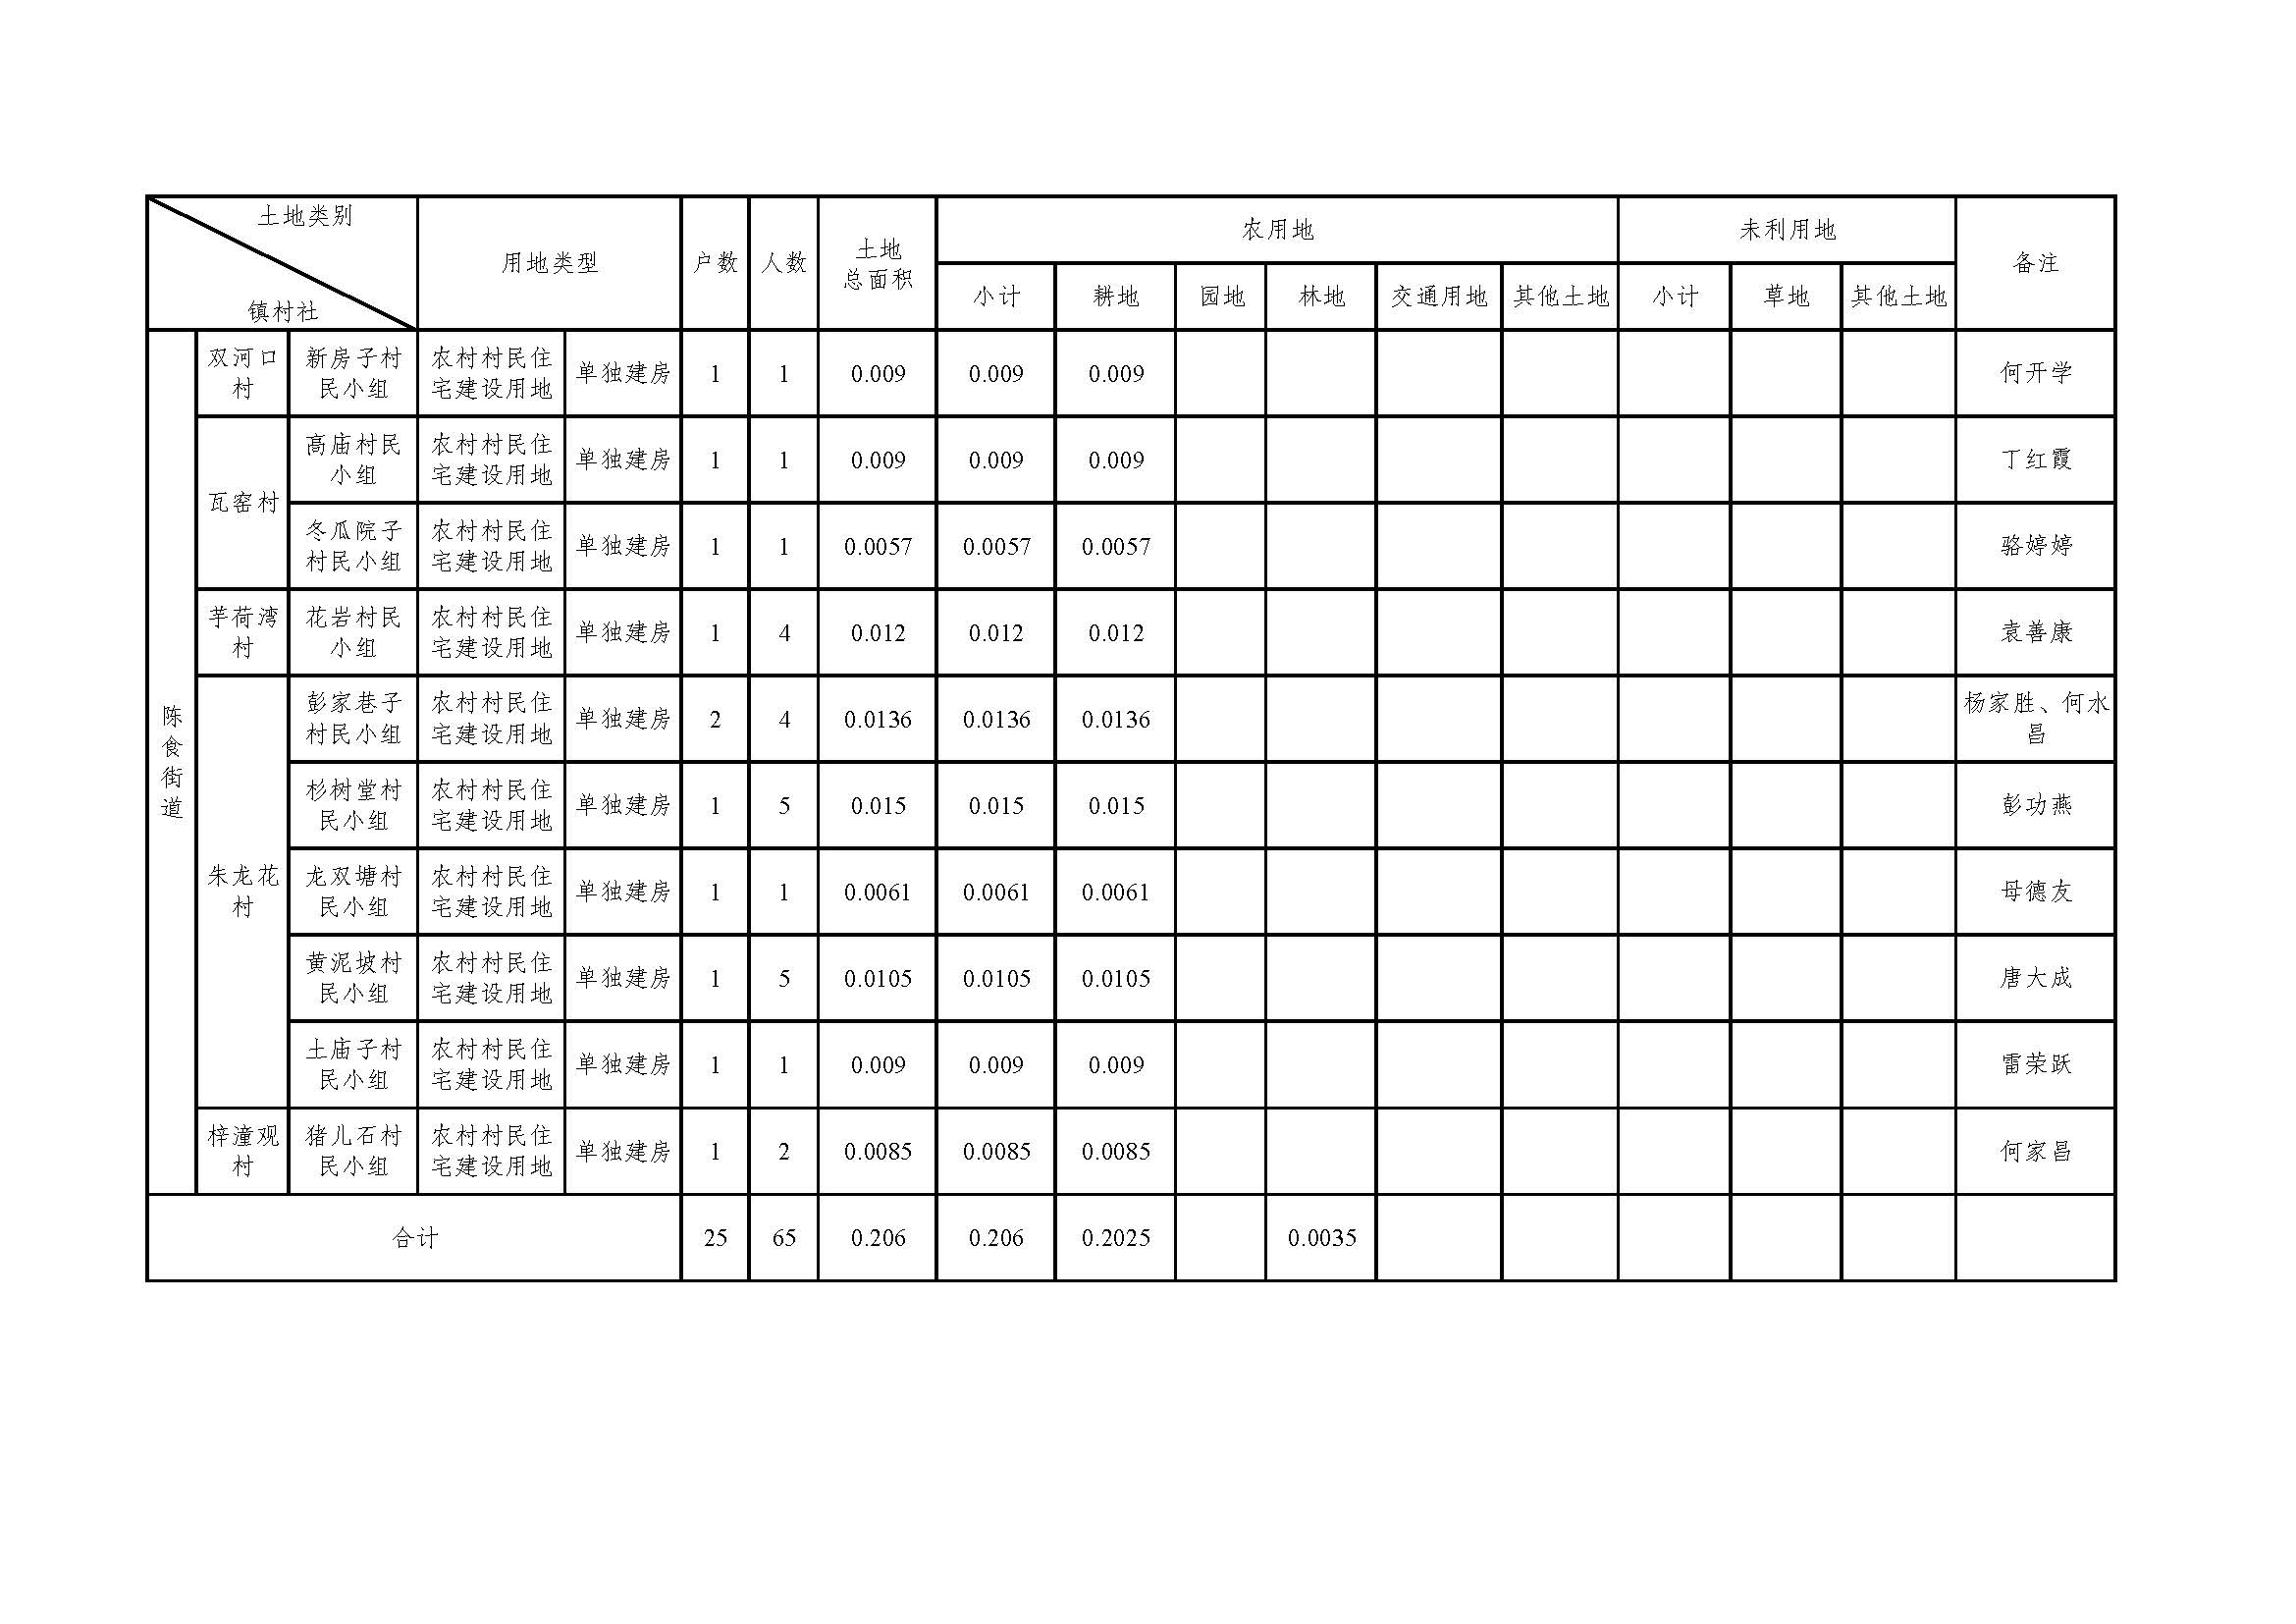 土地类别
镇村社
用地类型
户数
人数
土地
总面积
农用地
未利用地
备注
小计
耕地
园地
林地
交通用地
其他土地
小计
草地
其他土地
陈食街道
双河口
村
新房子村
民小组
农村村民住
宅建设用地
单独建房
1
1
0.009
0.009
0.009
何开学
瓦窑村
高庙村民
小组
农村村民住
宅建设用地
单独建房
1
1
0.009
0.009
0.009
丁红霞
冬瓜院子
村民小组
农村村民住
宅建设用地
单独建房
1
1
0.0057
0.0057
0.0057
骆婷婷
芋荷湾
村
花岩村民
小组
农村村民住
宅建设用地
单独建房
1
4
0.012
0.012
0.012
袁善康
朱龙花
村
彭家巷子
村民小组
农村村民住
宅建设用地
单独建房
2
4
0.0136
0.0136
0.0136
杨家胜、何水
昌
杉树堂村
民小组
农村村民住
宅建设用地
单独建房
1
5
0.015
0.015
0.015
彭功燕
龙双塘村
民小组
农村村民住
宅建设用地
单独建房
1
1
0.0061
0.0061
0.0061
母德友
黄泥坡村
民小组
农村村民住
宅建设用地
单独建房
1
5
0.0105
0.0105
0.0105
唐大成
土庙子村
民小组
农村村民住
宅建设用地
单独建房
1
1
0.009
0.009
0.009
雷荣跃
梓潼观
村
猪儿石村
民小组
农村村民住
宅建设用地
单独建房
1
2
0.0085
0.0085
0.0085
何家昌
合计
25
65
0.206
0.206
0.2025
0.0035